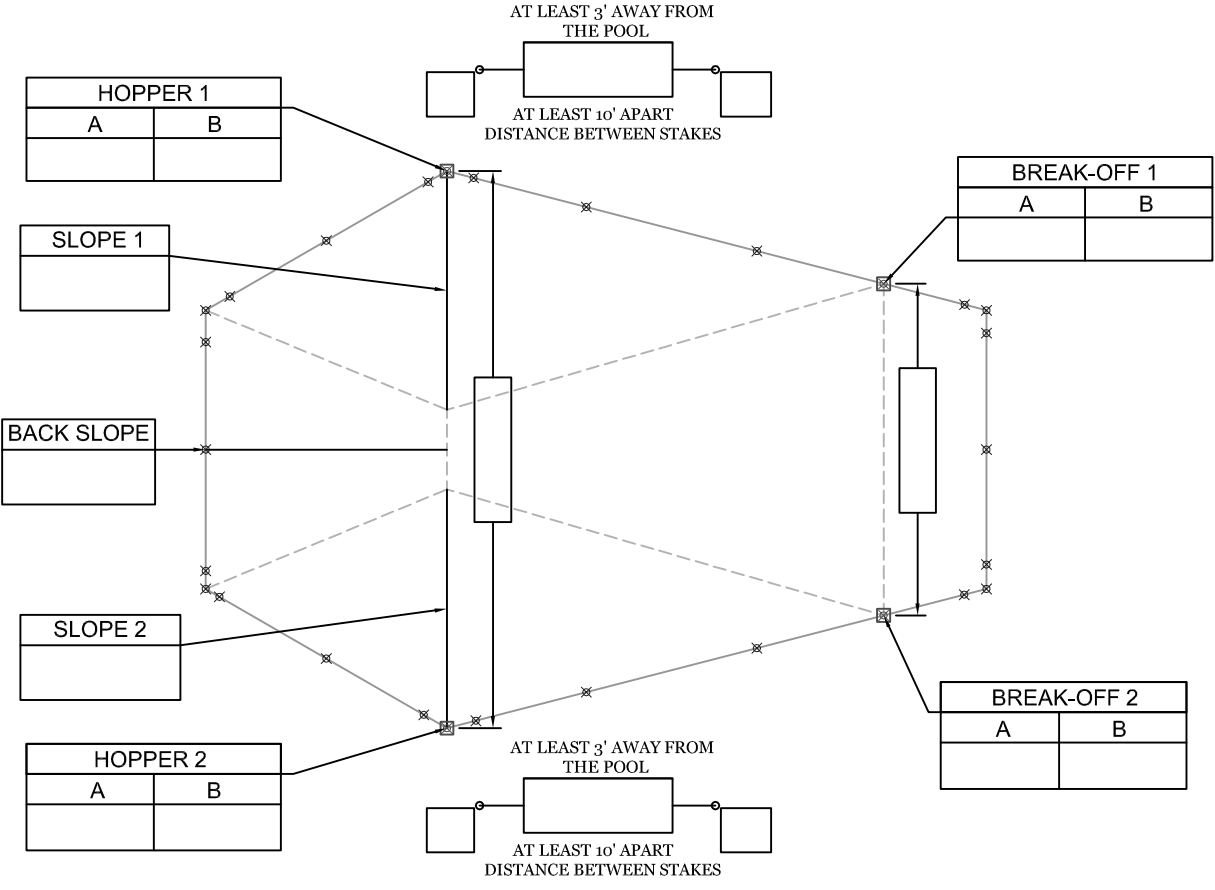 AT LEAST 3' AWAY FROM
THE POOL
AT LEAST 10' APART
DISTANCE BETWEEN STAKES
HOPPER 1
A B
SLOPE 1
BACK SLOPE
SLOPE 2
HOPPER 2
A B
BREAK-OFF 1
A B
BREAK-OFF 2
A B
AT LEAST 3' AWAY FROM
THE POOL
AT LEAST 10' APART
DISTANCE BETWEEN STAKES